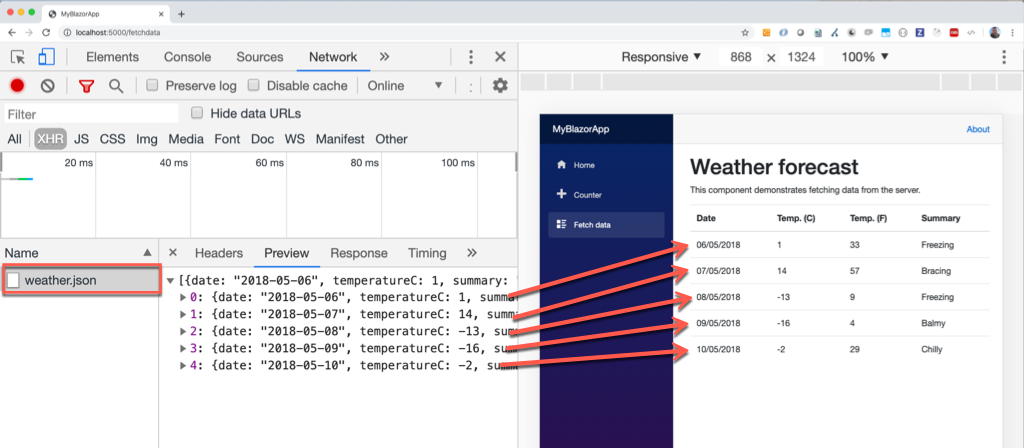 MyBlazorApp
localhost:5000/fetchdata
Elements Console Sources Network
Preserve log Disable cache Online
Filter Hide data URLs
All XHR JS CSS Img Media Font Doc WS Manifest Other
20 ms 40 ms 60 ms 80 ms 100 ms
Name Headers Preview Response Timing
weather.json
[{date: "2018-05-06", temperatureC: 1, summary:
0: {date: "2018-05-06", temperatureC: 1, summa
1: {date: "2018-05-07", temperatureC: 14, su
2: {date: "2018-05-08", temperatureC: -13, su
3: {date: "2018-05-09", temperatureC: -16, su
4: {date: "2018-05-10", temperatureC: -2, summa
Responsive 868 × 1324 100%
MyBlazorApp
Home
Counter
Fetch data
About
Weather forecast
This component demonstrates fetching data from the server.
Date Temp. (C) Temp. (F) Summary
06/05/2018 1 33 Freezing
07/05/2018 14 57 Bracing
08/05/2018 -13 9 Freezing
09/05/2018 -16 4 Balmy
10/05/2018 -2 29 Chilly